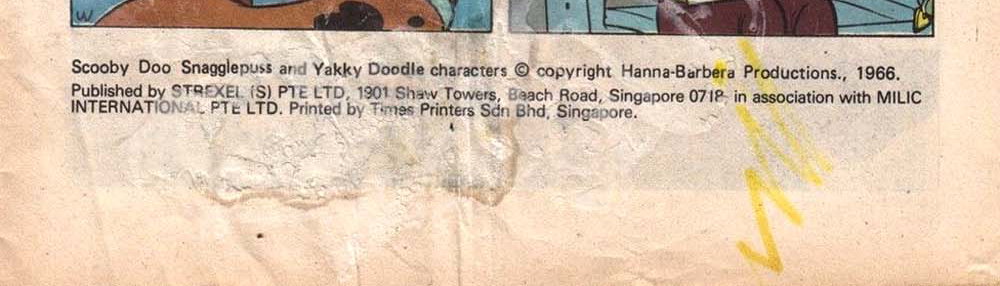 Scooby Doo Snagglepuss and Yakky Doodle characters © copyright Hanna-Barbera Productions., 1966.
Published by STREXEL (S) PTE LTD, 1901 Shaw Towers, Beach Road, Singapore 0718, in association with MILIC
INTERNATIONAL PTE LTD. Printed by Times Printers Sdn Bhd, Singapore.